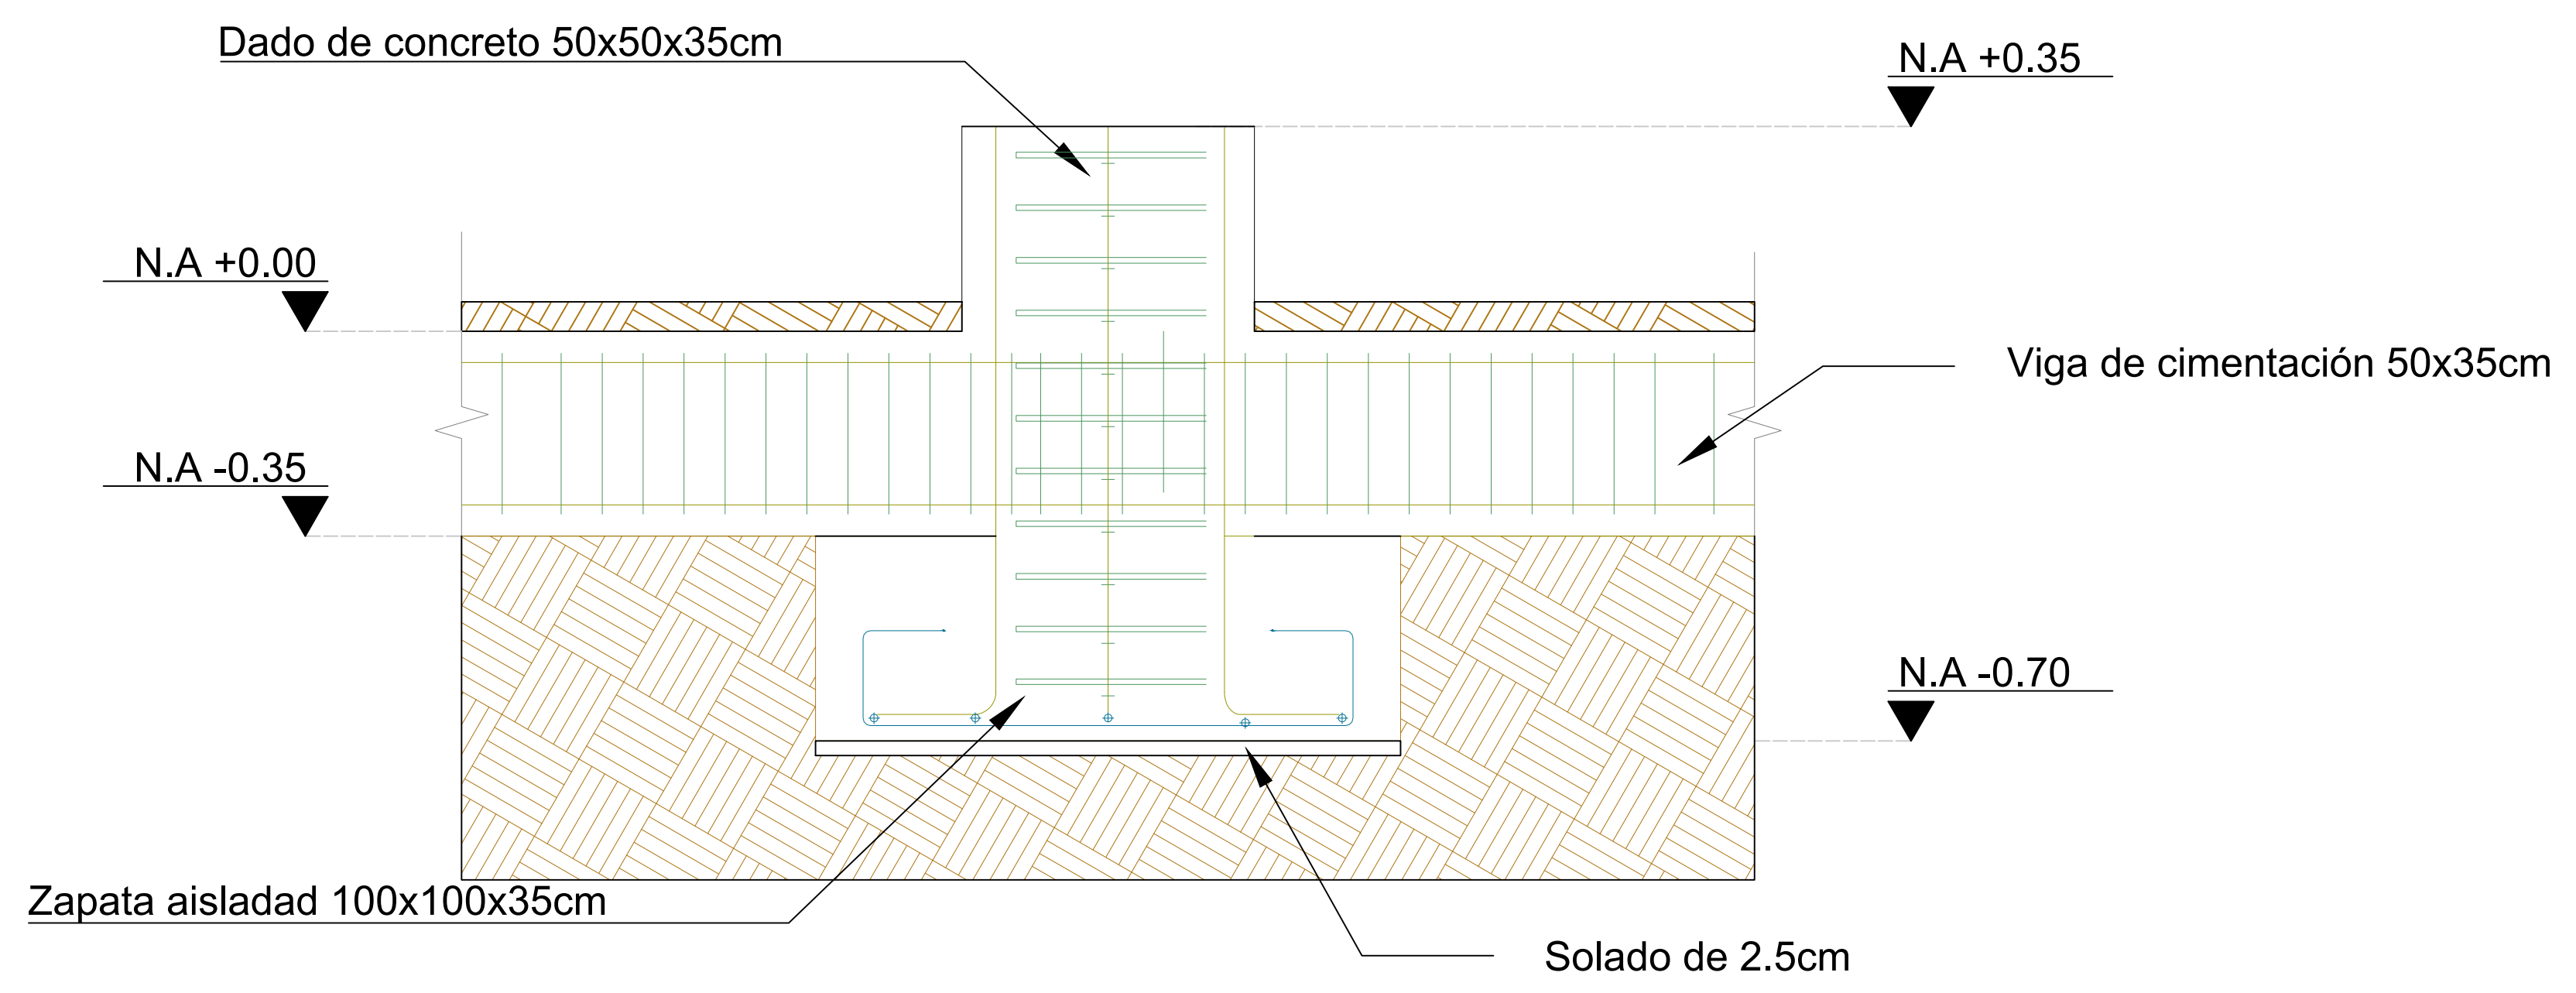 Dado de concreto 50x50x35cm
N.A +0.35
N.A +0.00
Viga de cimentación 50x35cm
N.A -0.35
N.A -0.70
Zapata aisladad 100x100x35cm
Solado de 2.5cm